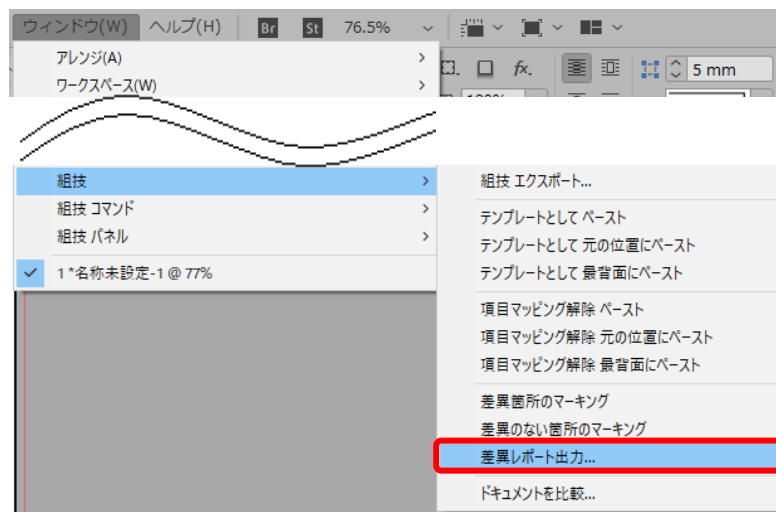 ウィンドウ(W) ヘルプ(H) Br St 76.5%
アレンジ(A)
fx. 5 mm
ワークスペース(W)
組技
組技 エクスポート...
組技 コマンド
テンプレートとして ペースト
組技 パネル
テンプレートとして 元の位置にペースト
1 *名称未設定-1 @ 77%
テンプレートとして 最背面にペースト
項目マッピング解除 ペースト
項目マッピング解除 元の位置にペースト
項目マッピング解除 最背面にペースト
差異箇所のマーキング
差異のない箇所のマーキング
差異レポート出力...
ドキュメントを比較...